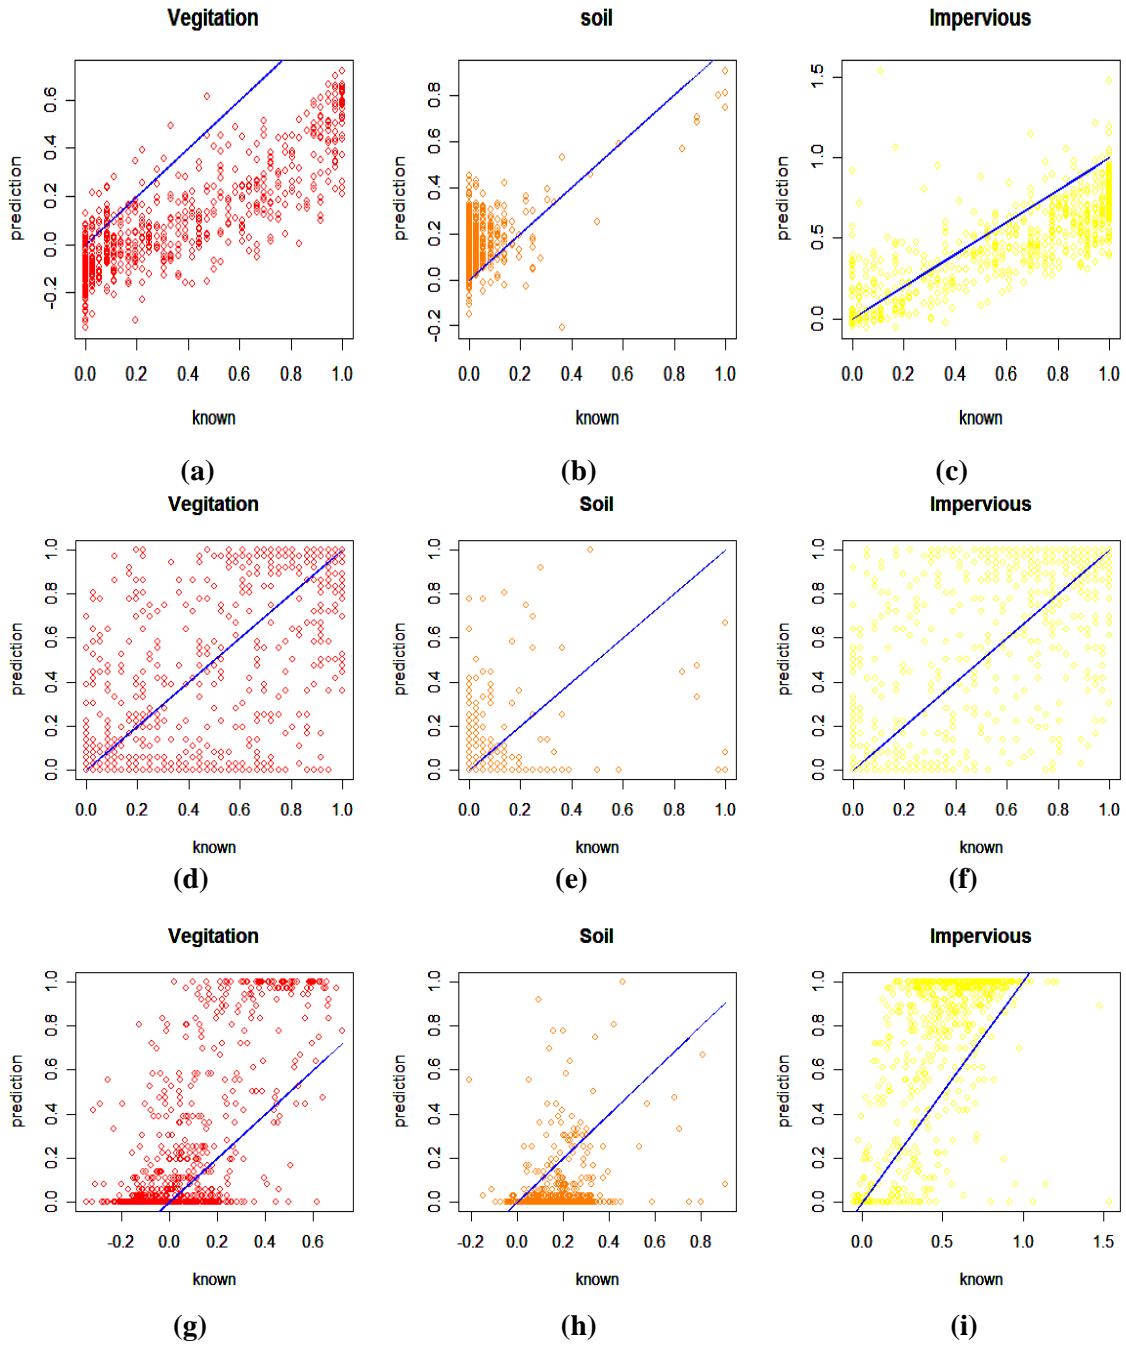 Vegitation soil Impervious
prediction 0.6 0.4 0.2 0.0 -0.2
prediction 0.8 0.6 0.4 0.2 0.0 -0.2
prediction 1.5 1.0 0.5 0.0
0.0 0.2 0.4 0.6 0.8 1.0 0.0 0.2 0.4 0.6 0.8 1.0 0.0 0.2 0.4 0.6 0.8 1.0
known known known
(a) (b) (c)
Vegitation Soil Impervious
prediction 1.0 0.8 0.6 0.4 0.2 0.0
prediction 1.0 0.8 0.6 0.4 0.2 0.0
prediction 1.0 0.8 0.6 0.4 0.2 0.0
0.0 0.2 0.4 0.6 0.8 1.0 0.0 0.2 0.4 0.6 0.8 1.0 0.0 0.2 0.4 0.6 0.8 1.0
known known known
(d) (e) (f)
Vegitation Soil Impervious
prediction 1.0 0.8 0.6 0.4 0.2 0.0
prediction 1.0 0.8 0.6 0.4 0.2 0.0
prediction 1.0 0.8 0.6 0.4 0.2 0.0
-0.2 0.0 0.2 0.4 0.6 -0.2 0.0 0.2 0.4 0.6 0.8 0.0 0.5 1.0 1.5
known known known
(g) (h) (i)